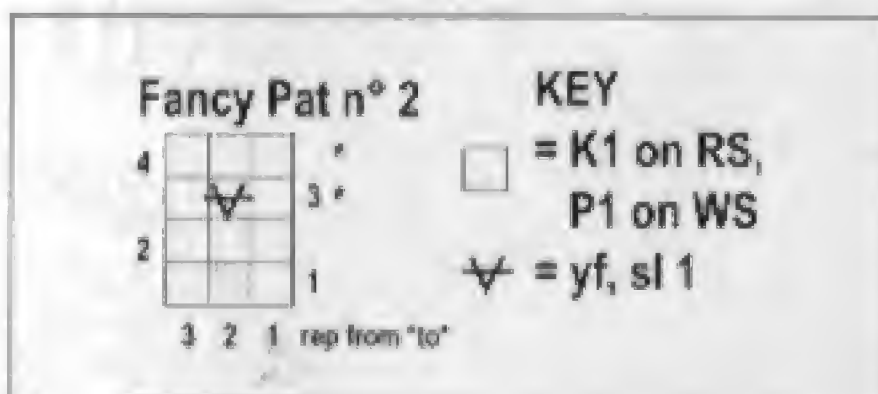 Fancy Pat n° 2
4
3 *
2
1
3 2 1 rep from *to*
KEY
= K1 on RS,
P1 on WS
= yf, sl 1